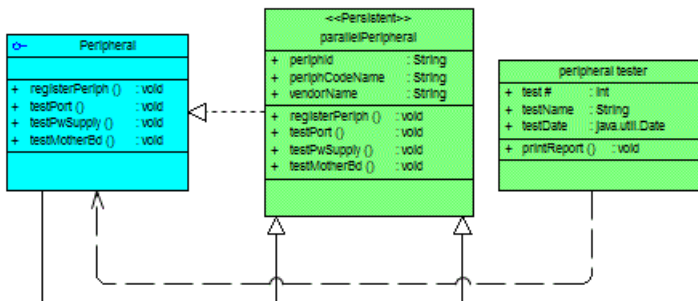 Peripheral
+ registerPeriph () : void
+ testPort () : void
+ testPwSupply () : void
+ testMotherBd () : void
<<Persistent>>
parallelPeripheral
+ periphId : String
+ periphCodeName : String
+ vendorName : String
+ registerPeriph () : void
+ testPort () : void
+ testPwSupply () : void
+ testMotherBd () : void
peripheral tester
+ test # : int
+ testName : String
+ testDate : java.util.Date
+ printReport () : void